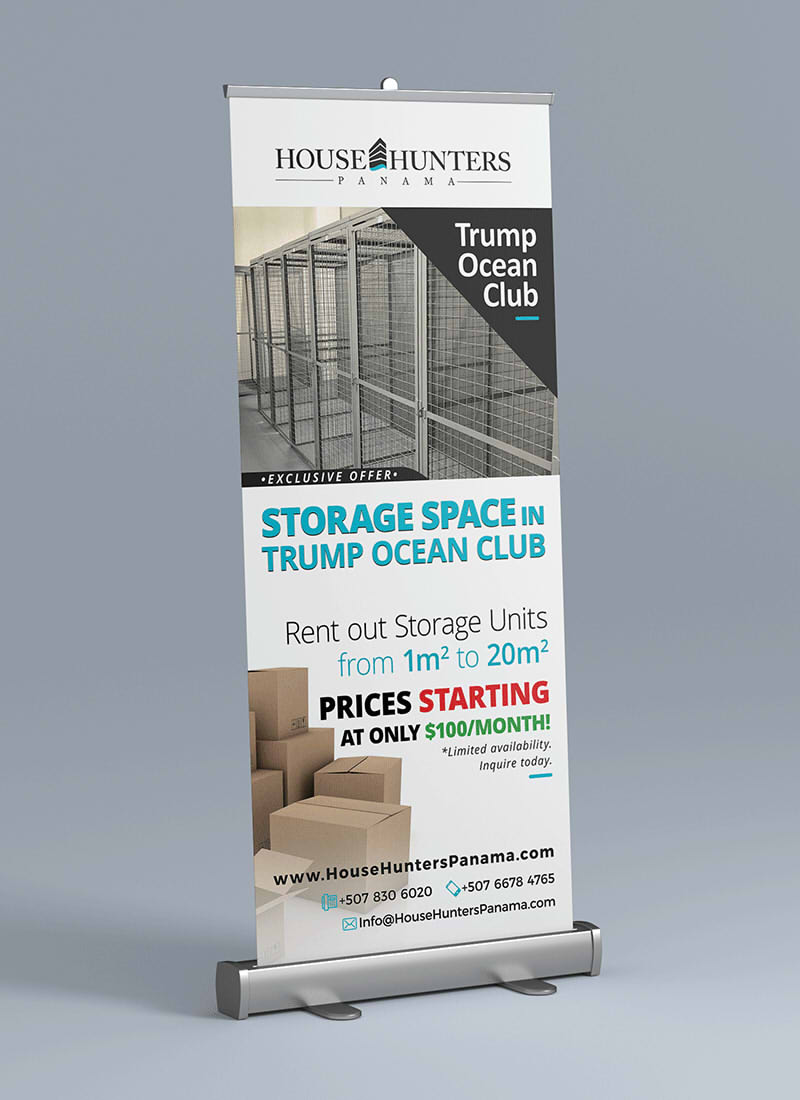 HOUSE HUNTERS
PANAMA
Trump
Ocean
Club
•EXCLUSIVE OFFER•
STORAGE SPACE IN
TRUMP OCEAN CLUB
Rent out Storage Units
from 1m² to 20m²
PRICES STARTING
AT ONLY $100/MONTH!
*Limited availability.
Inquire today.
www.HouseHuntersPanama.com
+507 830 6020 +507 6678 4765
Info@HouseHuntersPanama.com